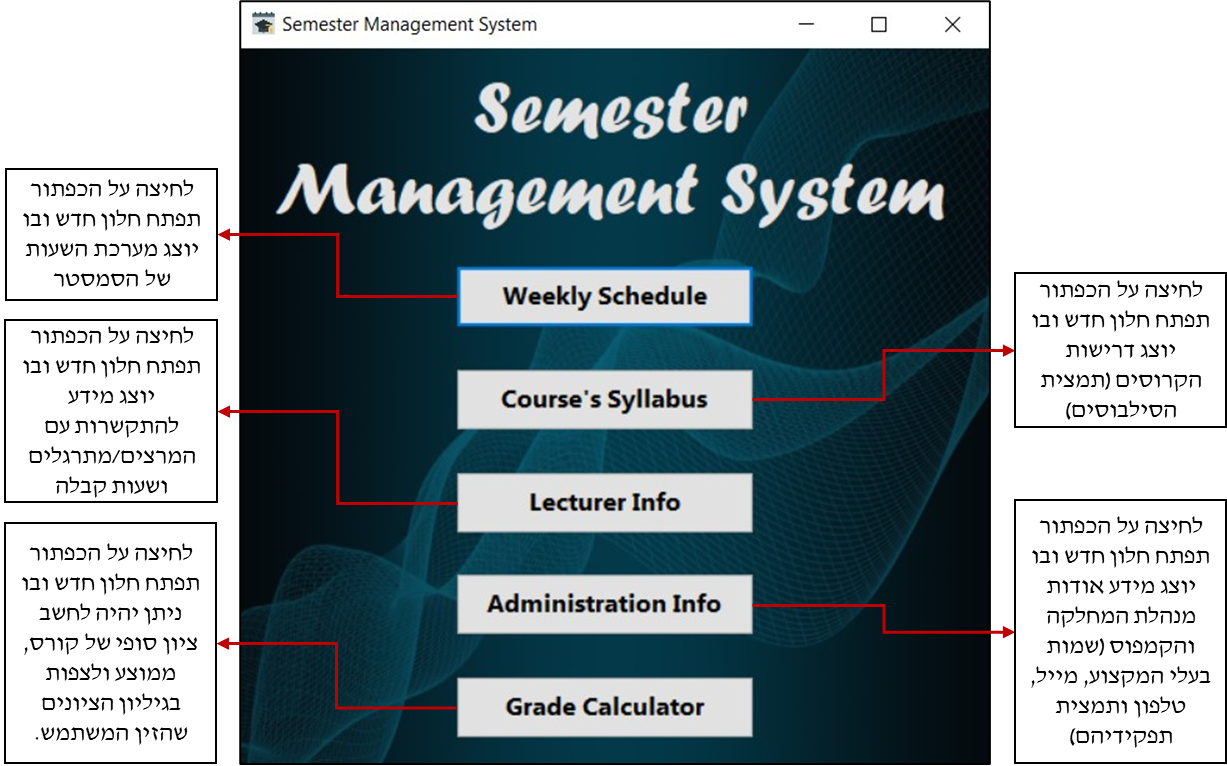 Semester Management System
Semester
Management System
לחיצה על הכפתור
תפתח חלון חדש ובו
יוצג מערכת השעות
של הסמסטר
Weekly Schedule
לחיצה על הכפתור
תפתח חלון חדש ובו
יוצג דרישות
הקרוסים (תמצית
הסילבוסים)
Course's Syllabus
לחיצה על הכפתור
תפתח חלון חדש ובו
יוצג מידע
להתקשרות עם
המרצים/מתרגלים
ושעות קבלה
Lecturer Info
לחיצה על הכפתור
תפתח חלון חדש ובו
יוצג מידע אודות
מנהלת המחלקה
והקמפוס (שמות
בעלי המקצוע, מייל,
טלפון ותמצית
תפקידיהם)
Administration Info
לחיצה על הכפתור
תפתח חלון חדש ובו
ניתן יהיה לחשב
ציון סופי של קורס,
ממוצע ולצפות
בגיליון הציונים
שהזין המשתמש.
Grade Calculator